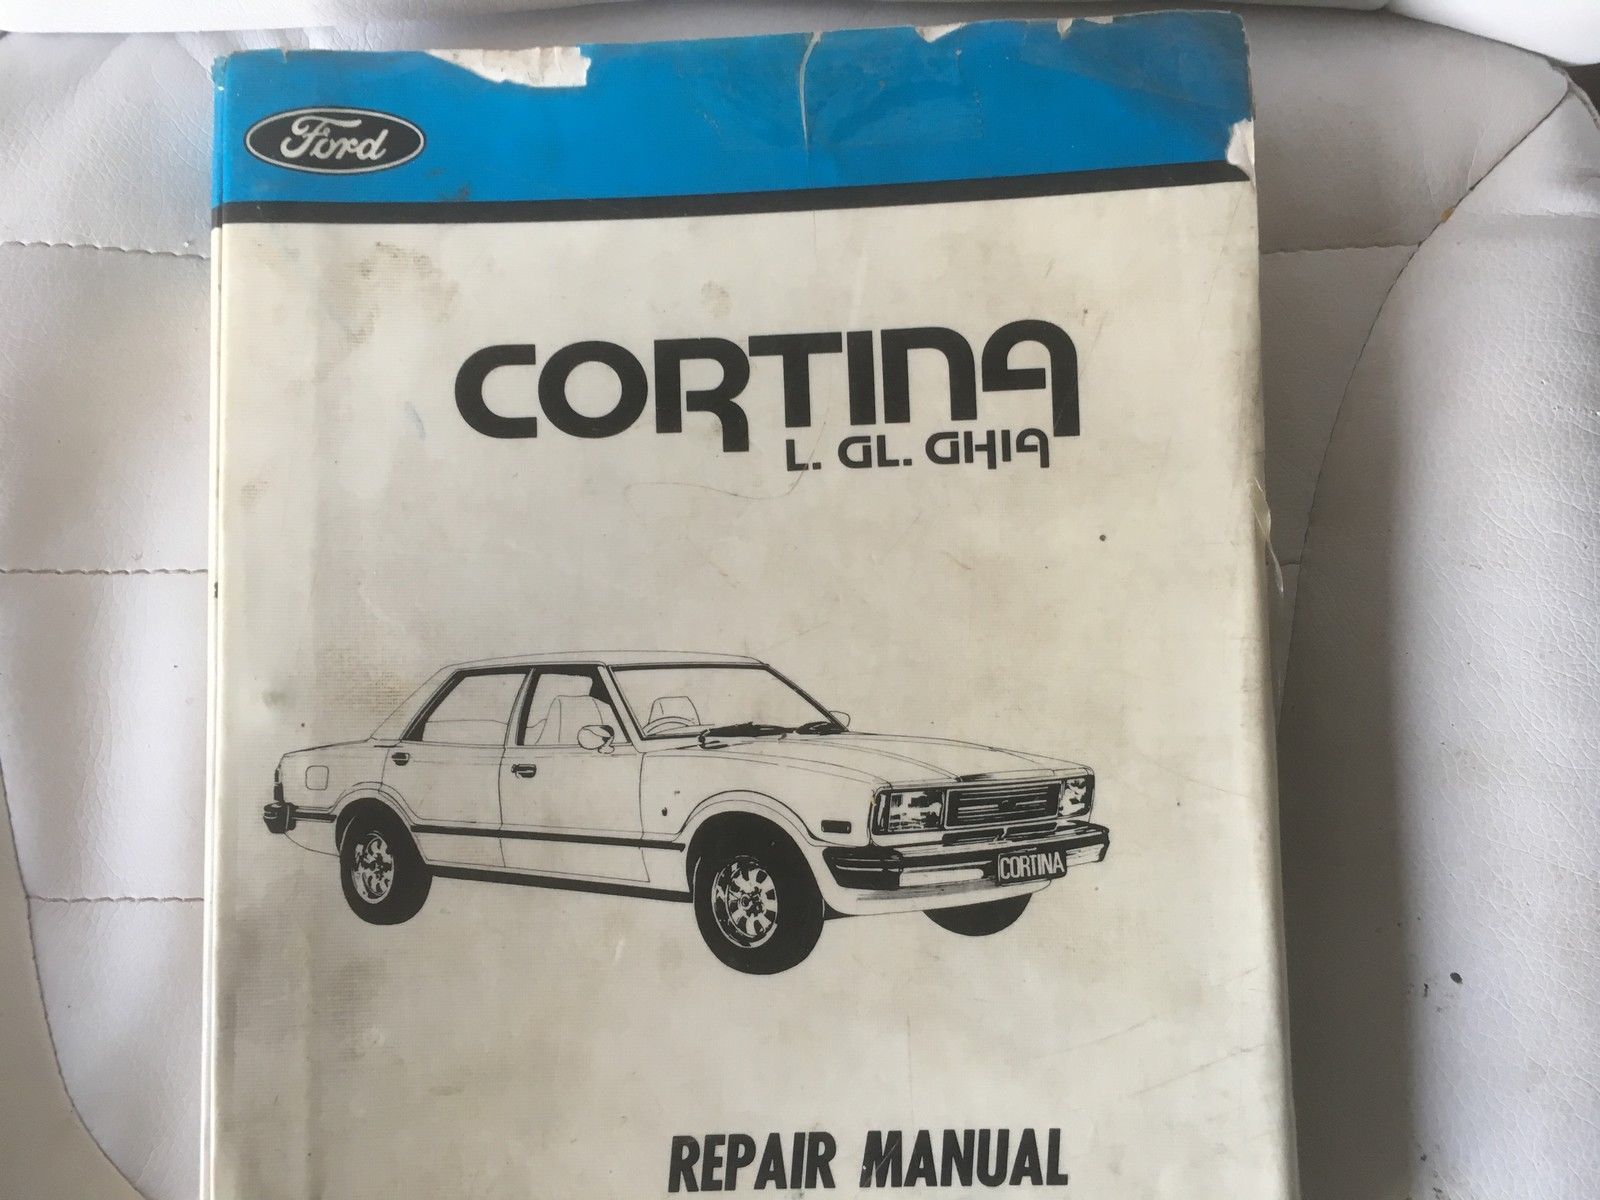 Ford
CORTINA
L. GL. GHIA
CORTINA
REPAIR MANUAL